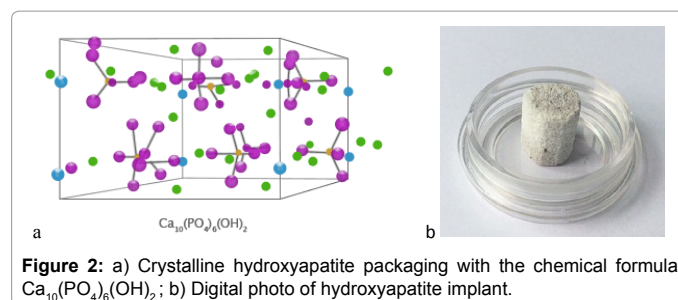 a
Ca₁₀(PO₄)₆(OH)₂
b
Figure 2: a) Crystalline hydroxyapatite packaging with the chemical formula
Ca₁₀(PO₄)₆(OH)₂ ; b) Digital photo of hydroxyapatite implant.